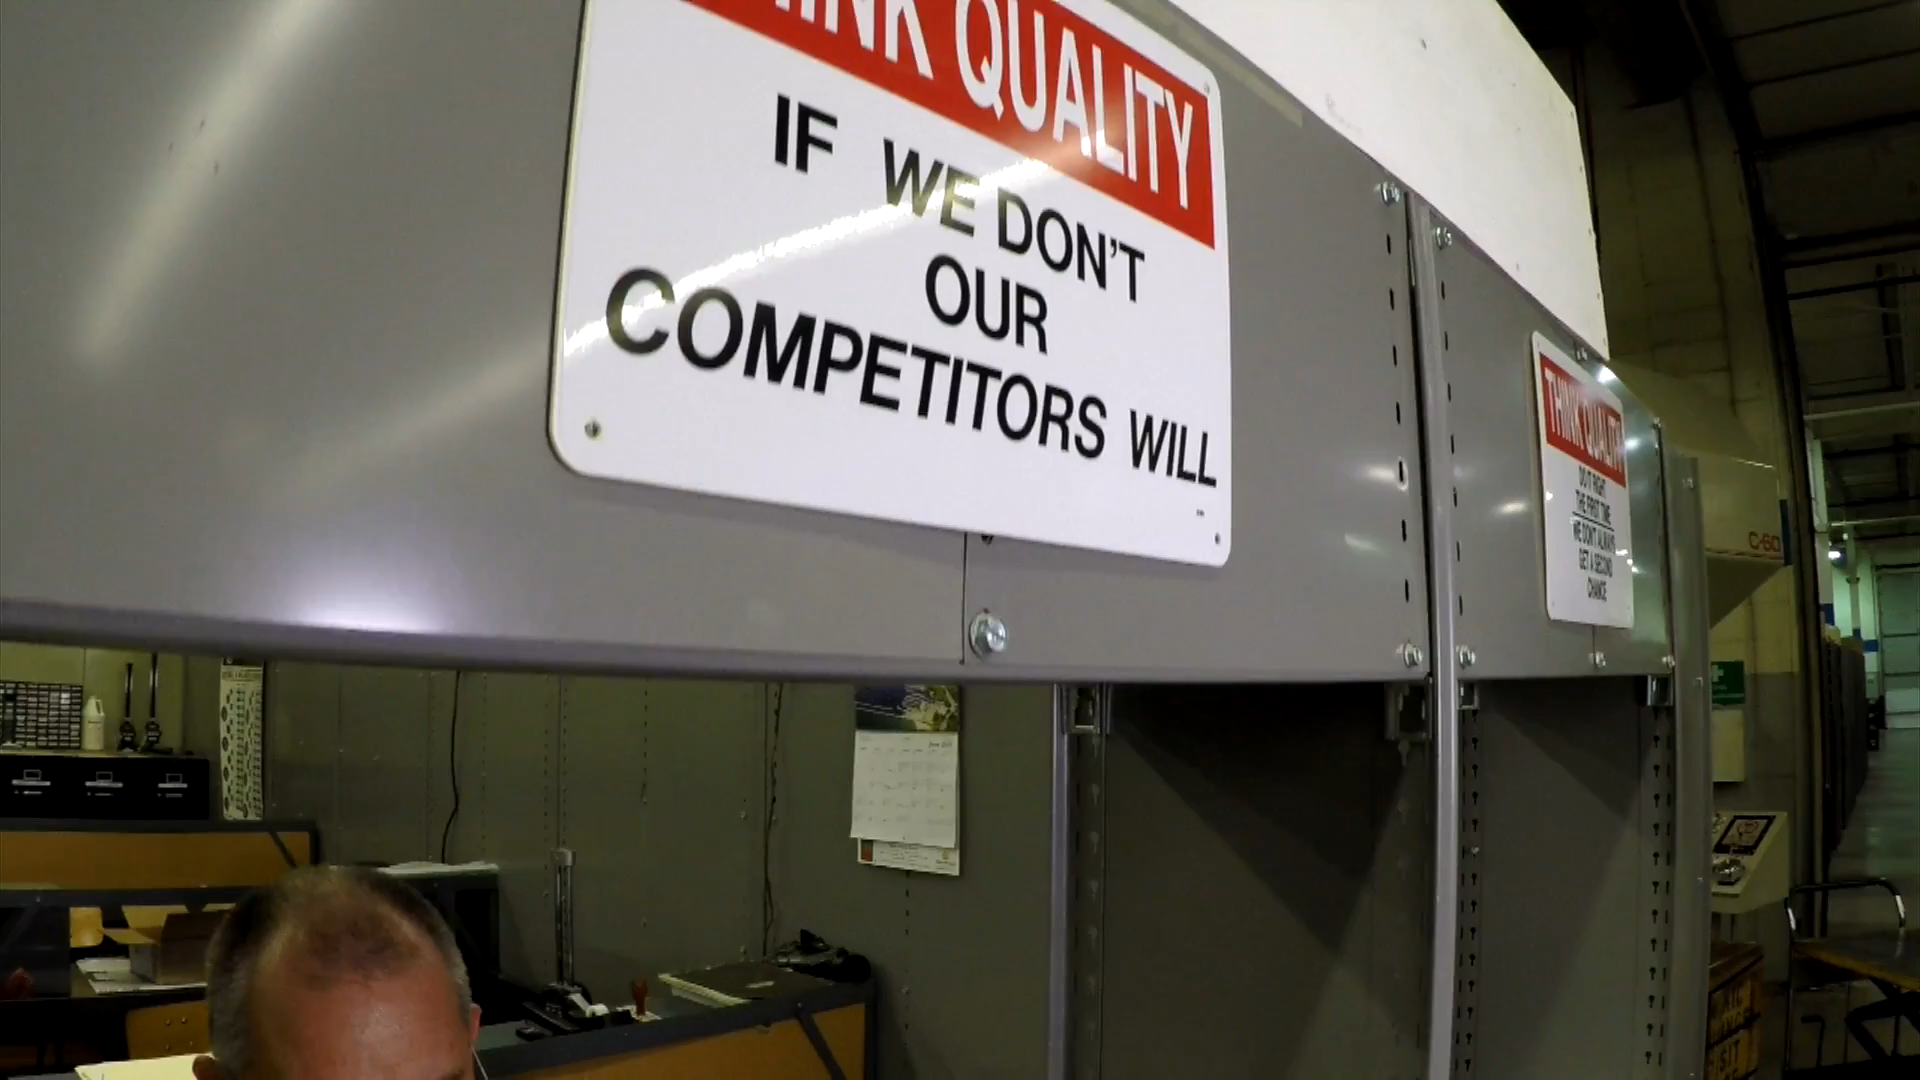 THINK QUALITY
IF WE DON'T
OUR
COMPETITORS WILL
THINK QUALITY
DO IT RIGHT
THE FIRST TIME
WE DON'T ALWAYS
GET A SECOND
CHANCE
C-60